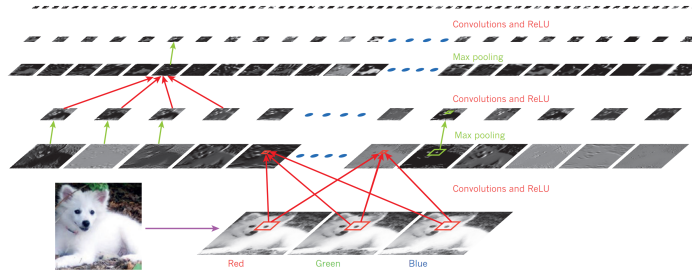 Convolutions and ReLU
Max pooling
Convolutions and ReLU
Max pooling
Convolutions and ReLU
Red
Green
Blue